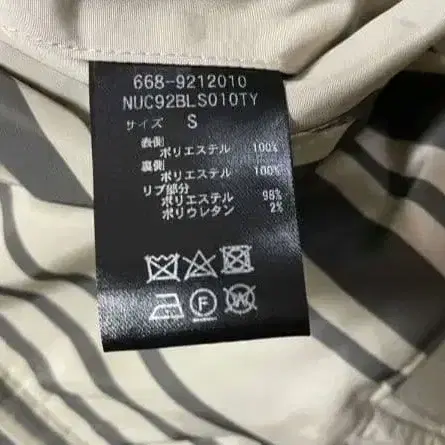 668-9212010
NUC92BLS010TY
サイズ S
表側
ポリエステル 100%
裏側
ポリエステル 100%
リブ部分
ポリエステル 98%
ポリウレタン 2%
F W